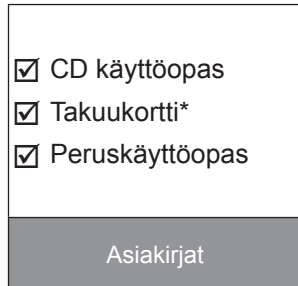 ☑ CD käyttöopas
☑ Takuukortti*
☑ Peruskäyttöopas
Asiakirjat